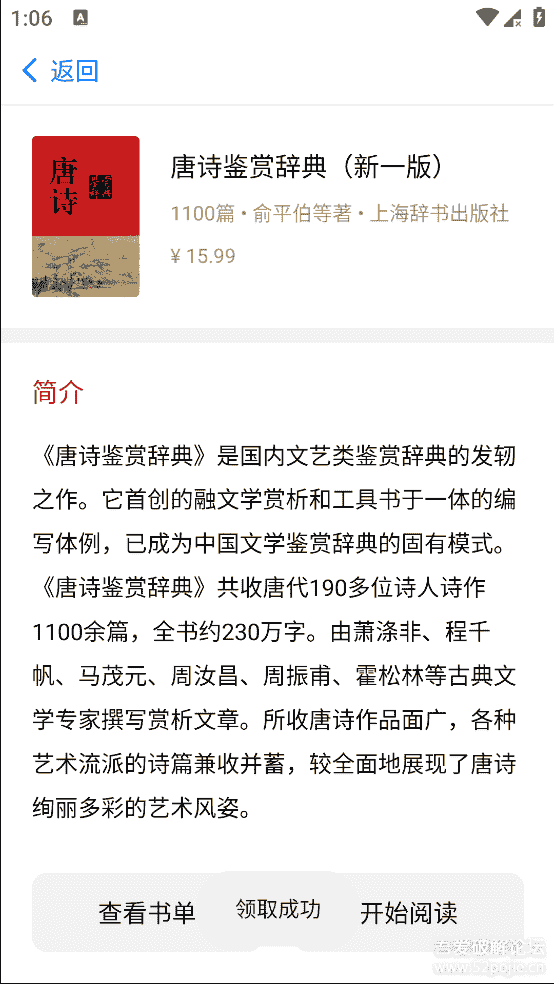 1:06
A
返回
唐诗
唐诗鉴赏辞典（新一版）
1100篇 • 俞平伯等著 • 上海辞书出版社
¥ 15.99
简介
《唐诗鉴赏辞典》是国内文艺类鉴赏辞典的发轫
之作。它首创的融文学赏析和工具书于一体的编
写体例，已成为中国文学鉴赏辞典的固有模式。
《唐诗鉴赏辞典》共收唐代190多位诗人诗作
1100余篇，全书约230万字。由萧涤非、程千
帆、马茂元、周汝昌、周振甫、霍松林等古典文
学专家撰写赏析文章。所收唐诗作品面广，各种
艺术流派的诗篇兼收并蓄，较全面地展现了唐诗
绚丽多彩的艺术风姿。
查看书单 领取成功 开始阅读
www.52pojie.cn